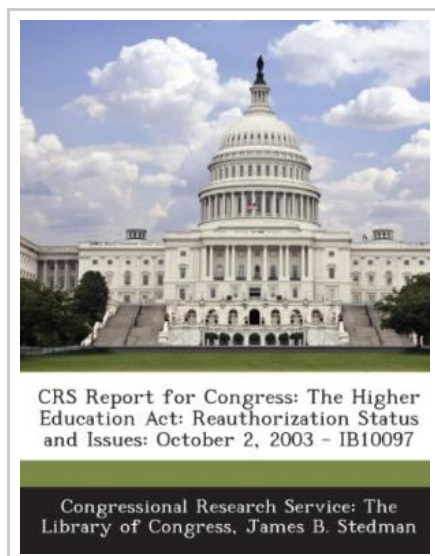 CRS Report for Congress: The Higher
Education Act: Reauthorization Status
and Issues: October 2, 2003 - IB10097
Congressional Research Service: The
Library of Congress, James B. Stedman